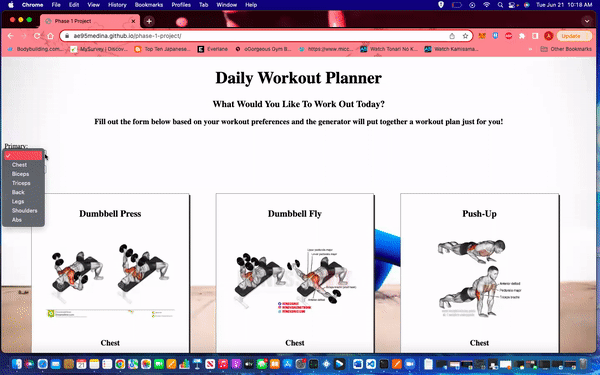 Chrome File Edit View History Bookmarks Profiles Tab Window Help Tue Jun 21 10:18 AM
Phase 1 Project
ae95medina.github.io/phase-1-project/ A Update
Bodybuilding.com... MySurvey | Discov... Top Ten Japanese... Everlane oGorgeous Gym B... https://www.micc... Watch Tonari No K... Watch Kamisama... Other Bookmarks
Daily Workout Planner
What Would You Like To Work Out Today?
Fill out the form below based on your workout preferences and the generator will put together a workout plan just for you!
Primary:
Chest
Biceps
Triceps
Back
Legs
Shoulders
Abs
Dumbbell Press
Dumbbell Fly
Push-Up
Chest
Chest
Chest